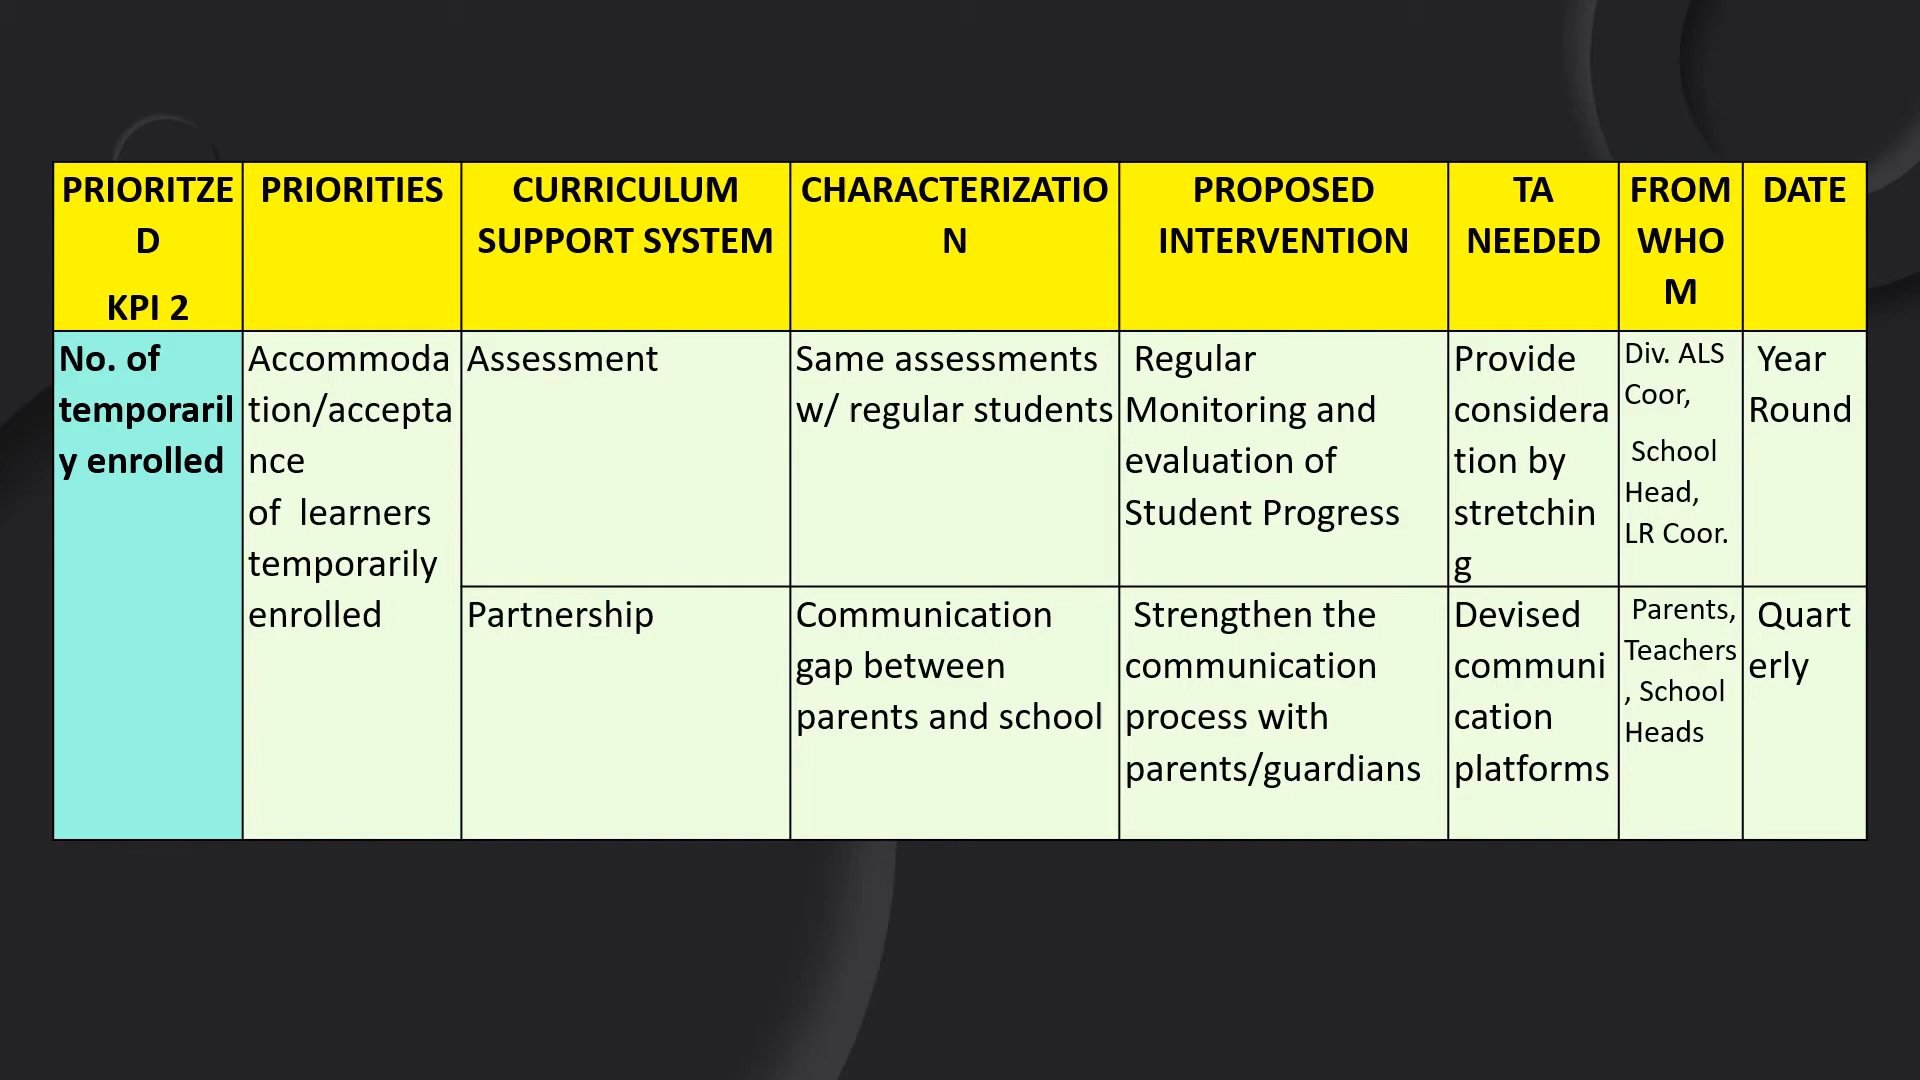 PRIORITZE
D
KPI 2
PRIORITIES
CURRICULUM
SUPPORT SYSTEM
CHARACTERIZATIO
N
PROPOSED
INTERVENTION
TA
NEEDED
FROM
WHO
M
DATE
No. of
temporaril
y enrolled
Accommoda
tion/accepta
nce
of  learners
temporarily
enrolled
Assessment
Same assessments
w/ regular students
Regular
Monitoring and
evaluation of
Student Progress
Provide
considera
tion by
stretchin
g
Div. ALS
Coor,
School
Head,
LR Coor.
Year
Round
Partnership
Communication
gap between
parents and school
Strengthen the
communication
process with
parents/guardians
Devised
communi
cation
platforms
Parents,
Teachers
, School
Heads
Quart
erly